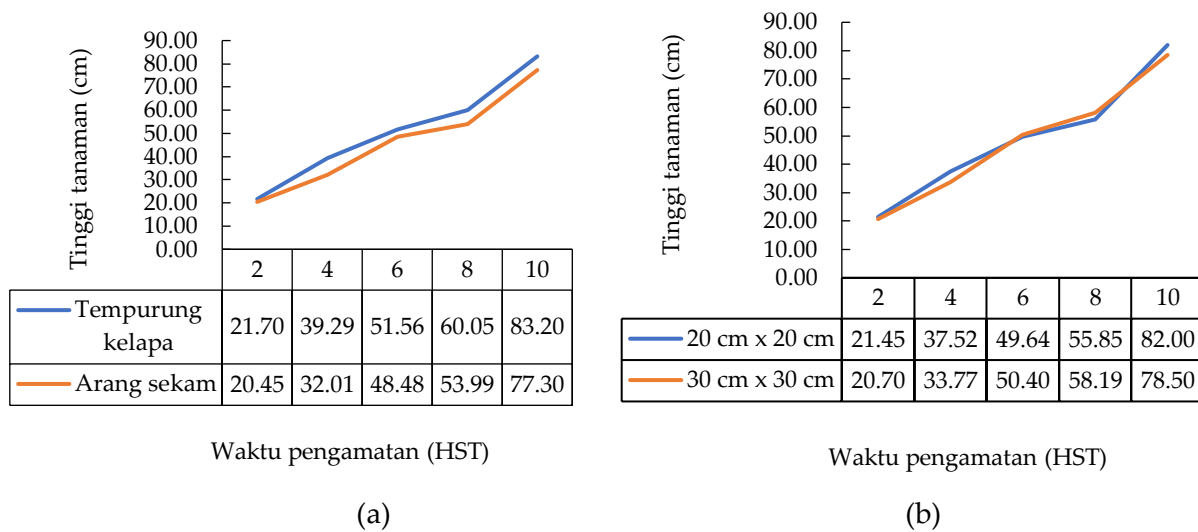 Tinggi tanaman (cm)
90.00
80.00
70.00
60.00
50.00
40.00
30.00
20.00
10.00
0.00
2 4 6 8 10
Tempurung
kelapa
21.70 39.29 51.56 60.05 83.20
Arang sekam 20.45 32.01 48.48 53.99 77.30
Waktu pengamatan (HST)
(a)
Tinggi tanaman (cm)
90.00
80.00
70.00
60.00
50.00
40.00
30.00
20.00
10.00
0.00
2 4 6 8 10
20 cm x 20 cm 21.45 37.52 49.64 55.85 82.00
30 cm x 30 cm 20.70 33.77 50.40 58.19 78.50
Waktu pengamatan (HST)
(b)